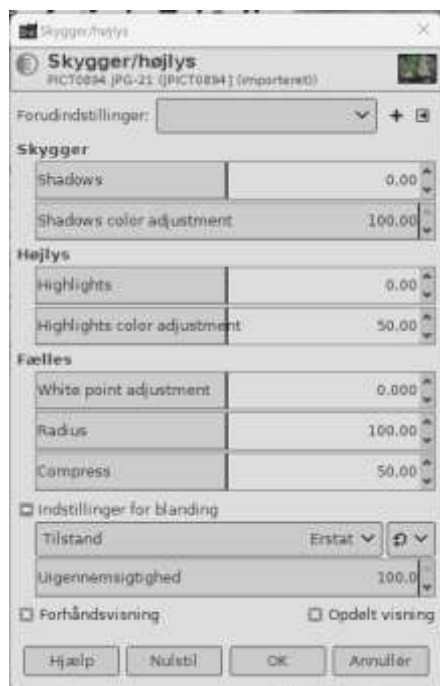 Skygger/højlys
Skygger/højlys
PICT0894.JPG-21 ([PICT0894] (importeret))
Forudindstillinger:
Skygger
Shadows 0,00
Shadows color adjustment 100,00
Højlys
Highlights 0,00
Highlights color adjustment 50,00
Fælles
White point adjustment 0,000
Radius 100,00
Compress 50,00
Indstillinger for blanding
Tilstand Erstat
Uigennemsigtighed 100,0
Forhåndsvisning Opdelt visning
Hjælp Nulstil OK Annuller